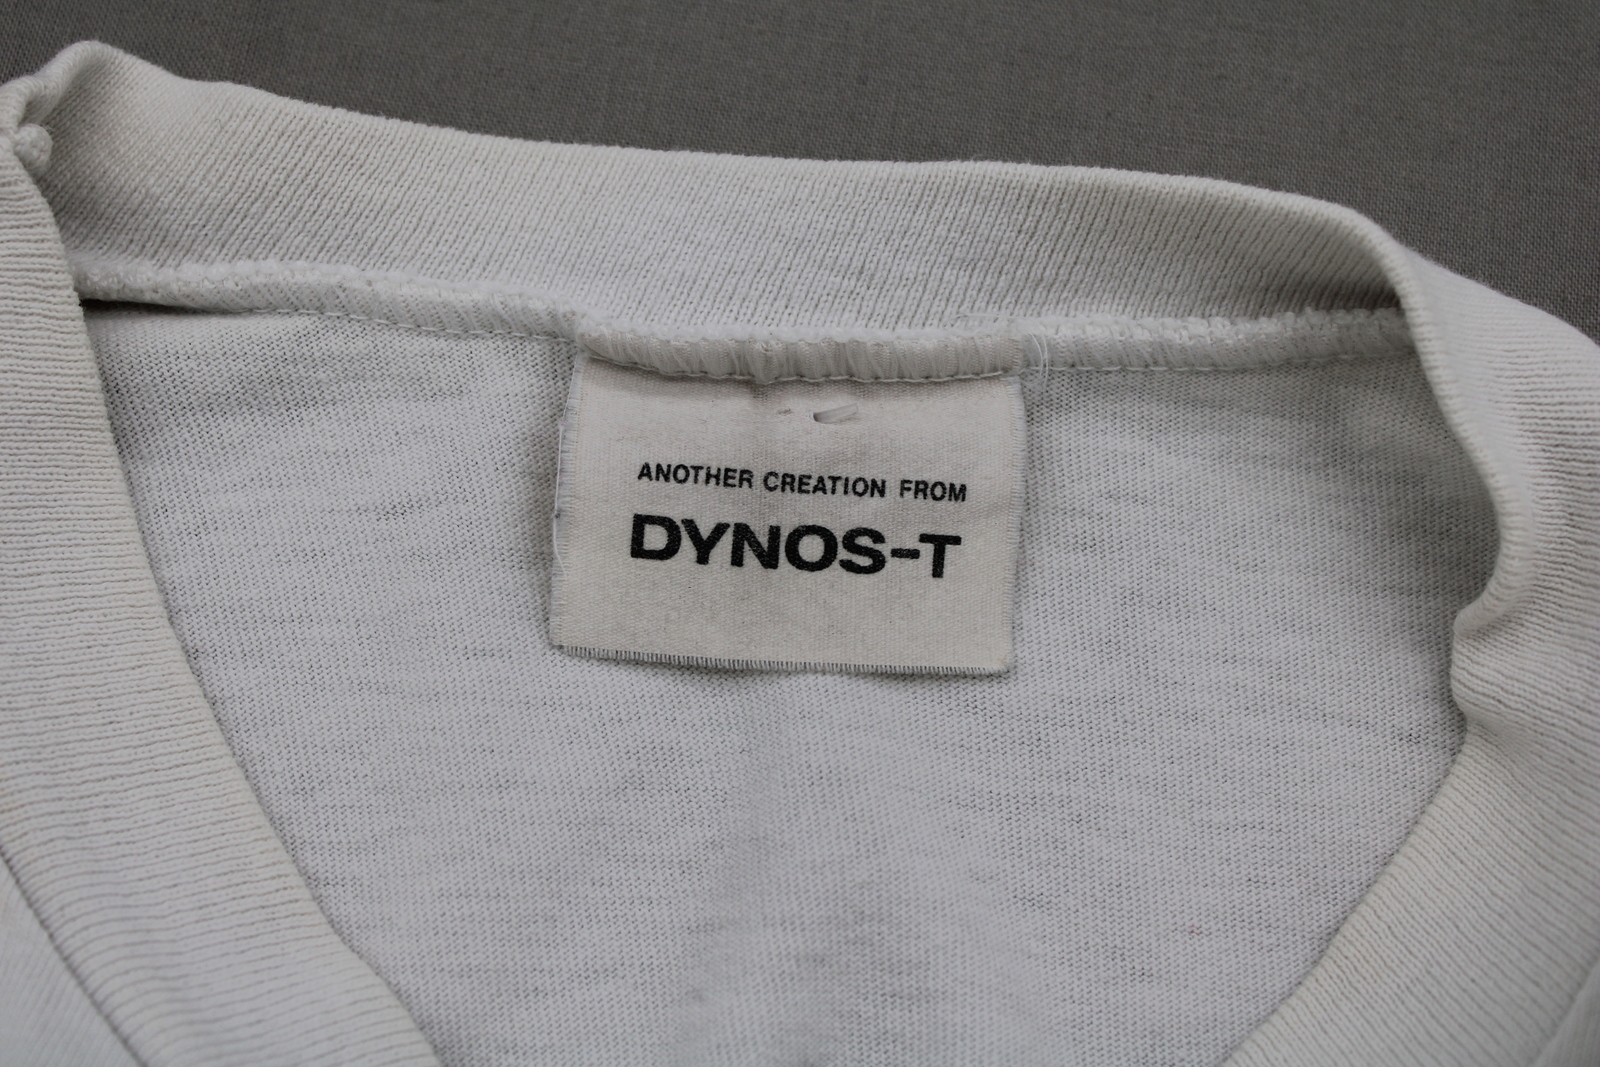 ANOTHER CREATION FROM
DYNOS-T